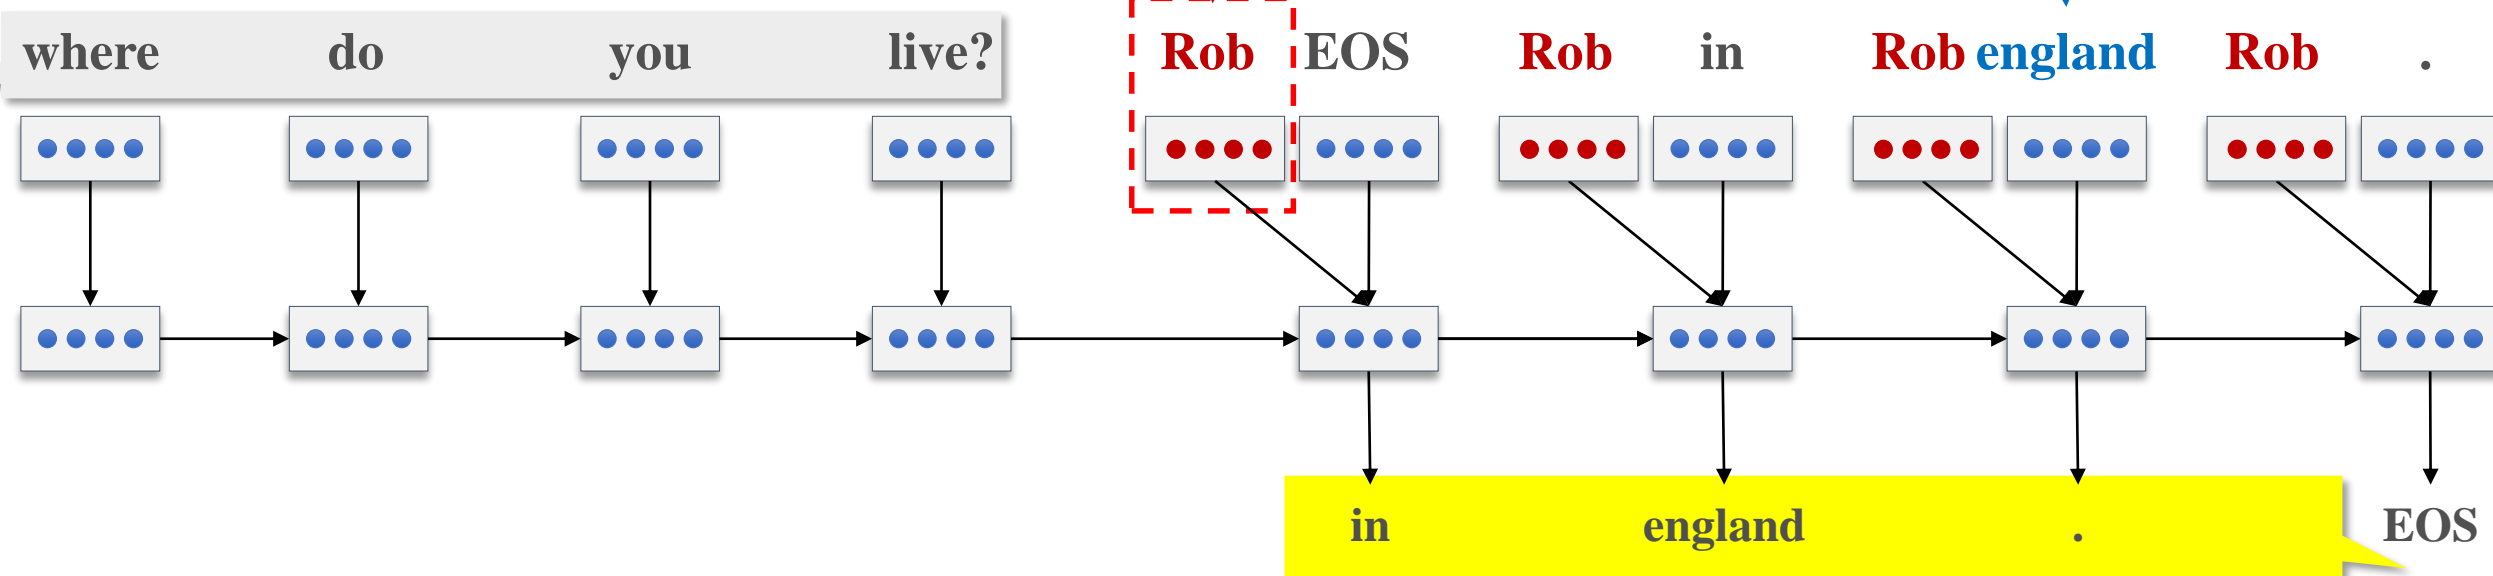 where do you live? Rob EOS Rob in Rob england Rob .
in england . EOS